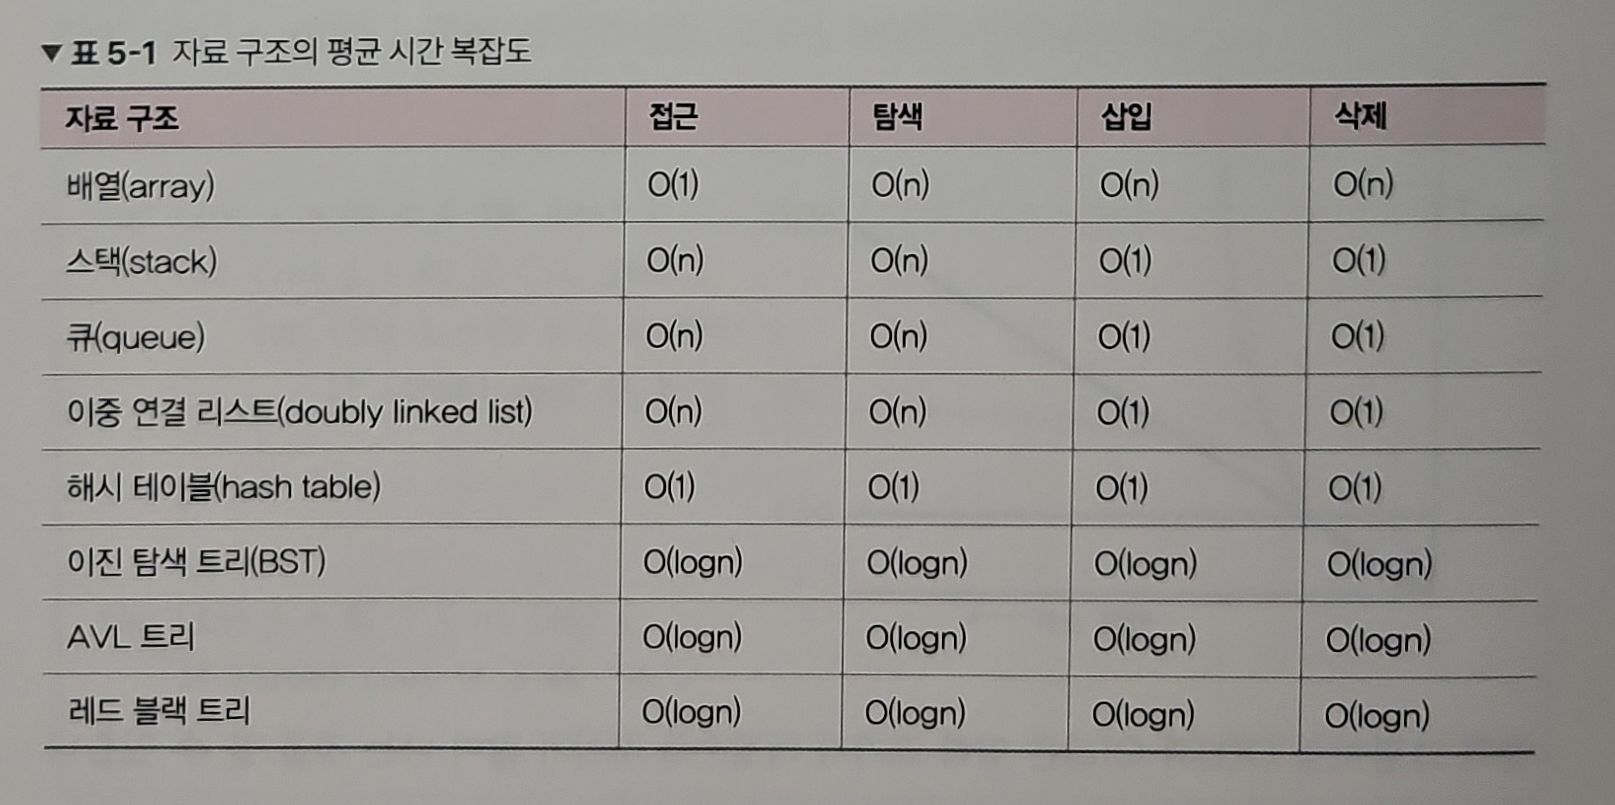 ▼ 표 5-1 자료 구조의 평균 시간 복잡도
자료 구조 접근 탐색 삽입 삭제
배열(array) O(1) O(n) O(n) O(n)
스택(stack) O(n) O(n) O(1) O(1)
큐(queue) O(n) O(n) O(1) O(1)
이중 연결 리스트(doubly linked list) O(n) O(n) O(1) O(1)
해시 테이블(hash table) O(1) O(1) O(1) O(1)
이진 탐색 트리(BST) O(logn) O(logn) O(logn) O(logn)
AVL 트리 O(logn) O(logn) O(logn) O(logn)
레드 블랙 트리 O(logn) O(logn) O(logn) O(logn)